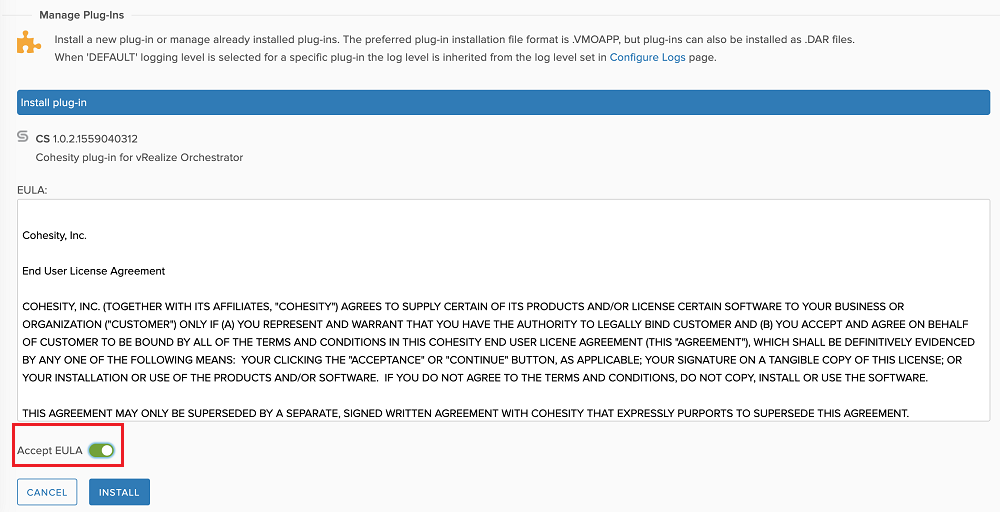 Manage Plug-Ins
Install a new plug-in or manage already installed plug-ins. The preferred plug-in installation file format is .VMOAPP, but plug-ins can also be installed as .DAR files.
When 'DEFAULT' logging level is selected for a specific plug-in the log level is inherited from the log level set in Configure Logs page.
Install plug-in
CS 1.0.2.1559040312
Cohesity plug-in for vRealize Orchestrator
EULA:
Cohesity, Inc.
End User License Agreement
COHESITY, INC. (TOGETHER WITH ITS AFFILIATES, "COHESITY") AGREES TO SUPPLY CERTAIN OF ITS PRODUCTS AND/OR LICENSE CERTAIN SOFTWARE TO YOUR BUSINESS OR
ORGANIZATION ("CUSTOMER") ONLY IF (A) YOU REPRESENT AND WARRANT THAT YOU HAVE THE AUTHORITY TO LEGALLY BIND CUSTOMER AND (B) YOU ACCEPT AND AGREE ON BEHALF
OF CUSTOMER TO BE BOUND BY ALL OF THE TERMS AND CONDITIONS IN THIS COHESITY END USER LICENE AGREEMENT (THIS "AGREEMENT"), WHICH SHALL BE DEFINITIVELY EVIDENCED
BY ANY ONE OF THE FOLLOWING MEANS:  YOUR CLICKING THE "ACCEPTANCE" OR "CONTINUE" BUTTON, AS APPLICABLE; YOUR SIGNATURE ON A TANGIBLE COPY OF THIS LICENSE; OR
YOUR INSTALLATION OR USE OF THE PRODUCTS AND/OR SOFTWARE.  IF YOU DO NOT AGREE TO THE TERMS AND CONDITIONS, DO NOT COPY, INSTALL OR USE THE SOFTWARE.
THIS AGREEMENT MAY ONLY BE SUPERSEDED BY A SEPARATE, SIGNED WRITTEN AGREEMENT WITH COHESITY THAT EXPRESSLY PURPORTS TO SUPERSEDE THIS AGREEMENT.
Accept EULA
CANCEL
INSTALL